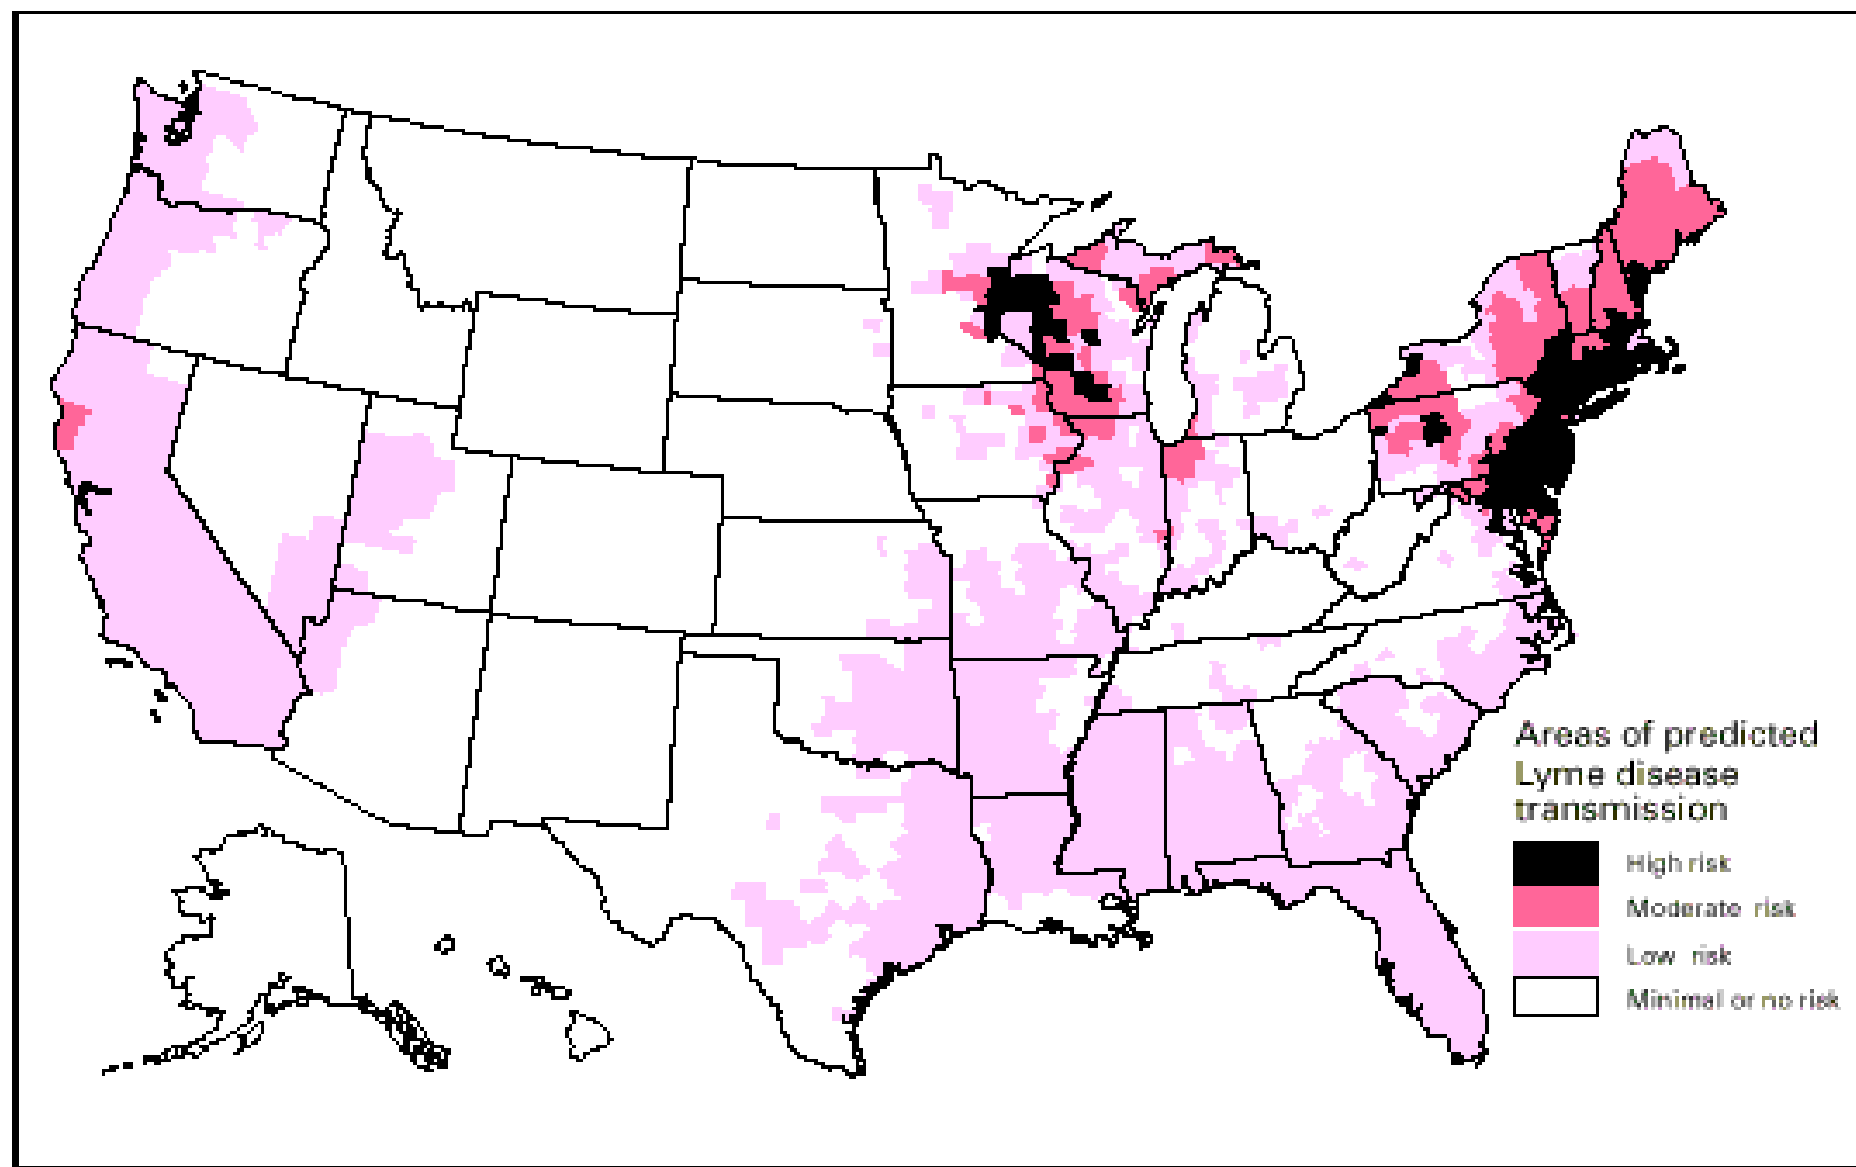 Areas of predicted
Lyme disease
transmission
High risk
Moderate risk
Low risk
Minimal or no risk